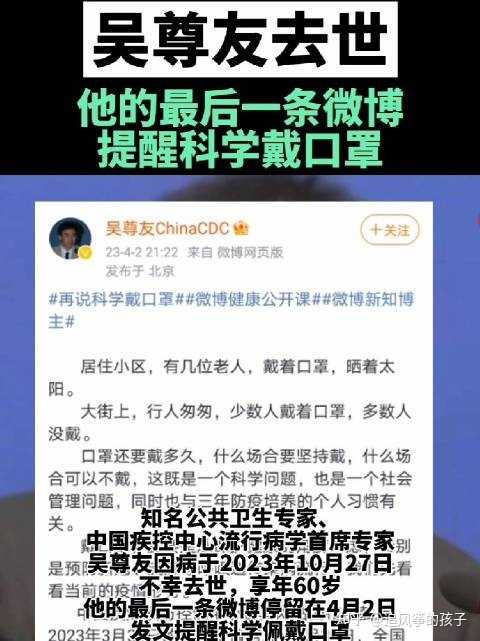 吴尊友去世
他的最后一条微博
提醒科学戴口罩
吴尊友ChinaCDC
+关注
23-4-2 21:22 来自 微博网页版
发布于 北京
#再说科学戴口罩##微博健康公开课##微博新知博
主#
居住小区，有几位老人，戴着口罩，晒着太
阳。
大街上，行人匆匆，少数人戴着口罩，多数人
没戴。
口罩还要戴多久，什么场合要坚持戴，什么场
合可以不戴，这既是一个科学问题，也是一个社会
管理问题，同时也与三年防疫培养的个人习惯有
关。
知名公共卫生专家、
中国疾控中心流行病学首席专家
吴尊友因病于2023年10月27日
不幸去世，享年60岁
他的最后一条微博停留在4月2日
发文提醒科学佩戴口罩
2023年3月
全国
@追风筝的孩子